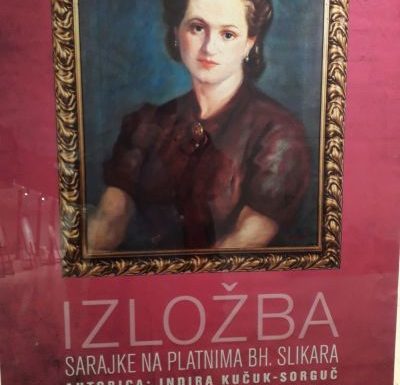 IZLOŽBA
SARAJKE NA PLATNIMA BH. SLIKARA
AUTORICA: INDIRA KUČUK-SORGUČ